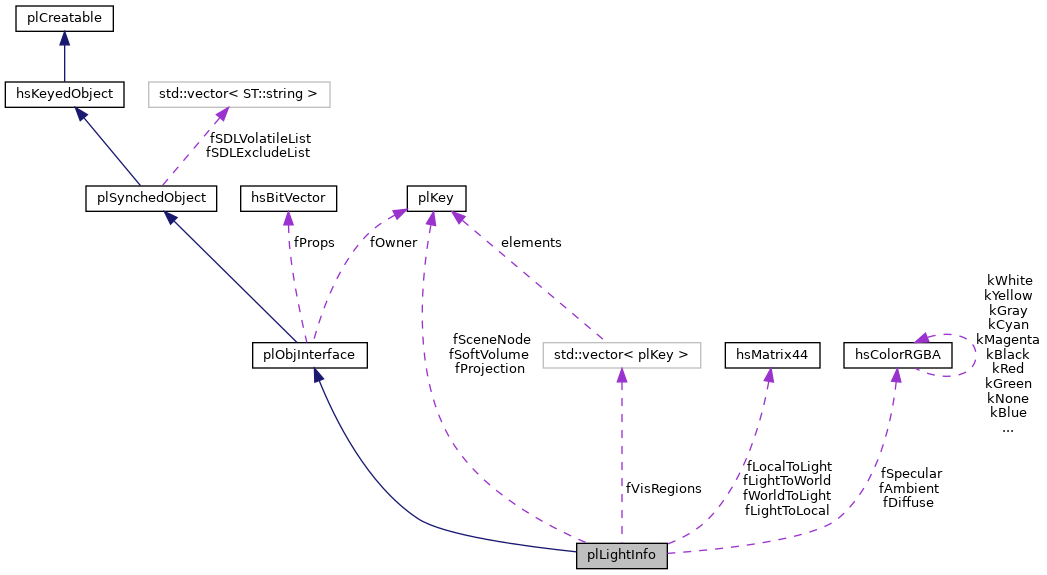 plCreatable
hsKeyedObject
std::vector< ST::string >
fSDLVolatileList
fSDLExcludeList
plSynchedObject
hsBitVector
plKey
fProps
fOwner
elements
kWhite
kYellow
kGray
kCyan
kMagenta
kBlack
kRed
kGreen
kNone
kBlue
...
fSceneNode
fSoftVolume
fProjection
plObjInterface
std::vector< plKey >
hsMatrix44
hsColorRGBA
fVisRegions
fLocalToLight
fLightToWorld
fWorldToLight
fLightToLocal
fSpecular
fAmbient
fDiffuse
plLightInfo